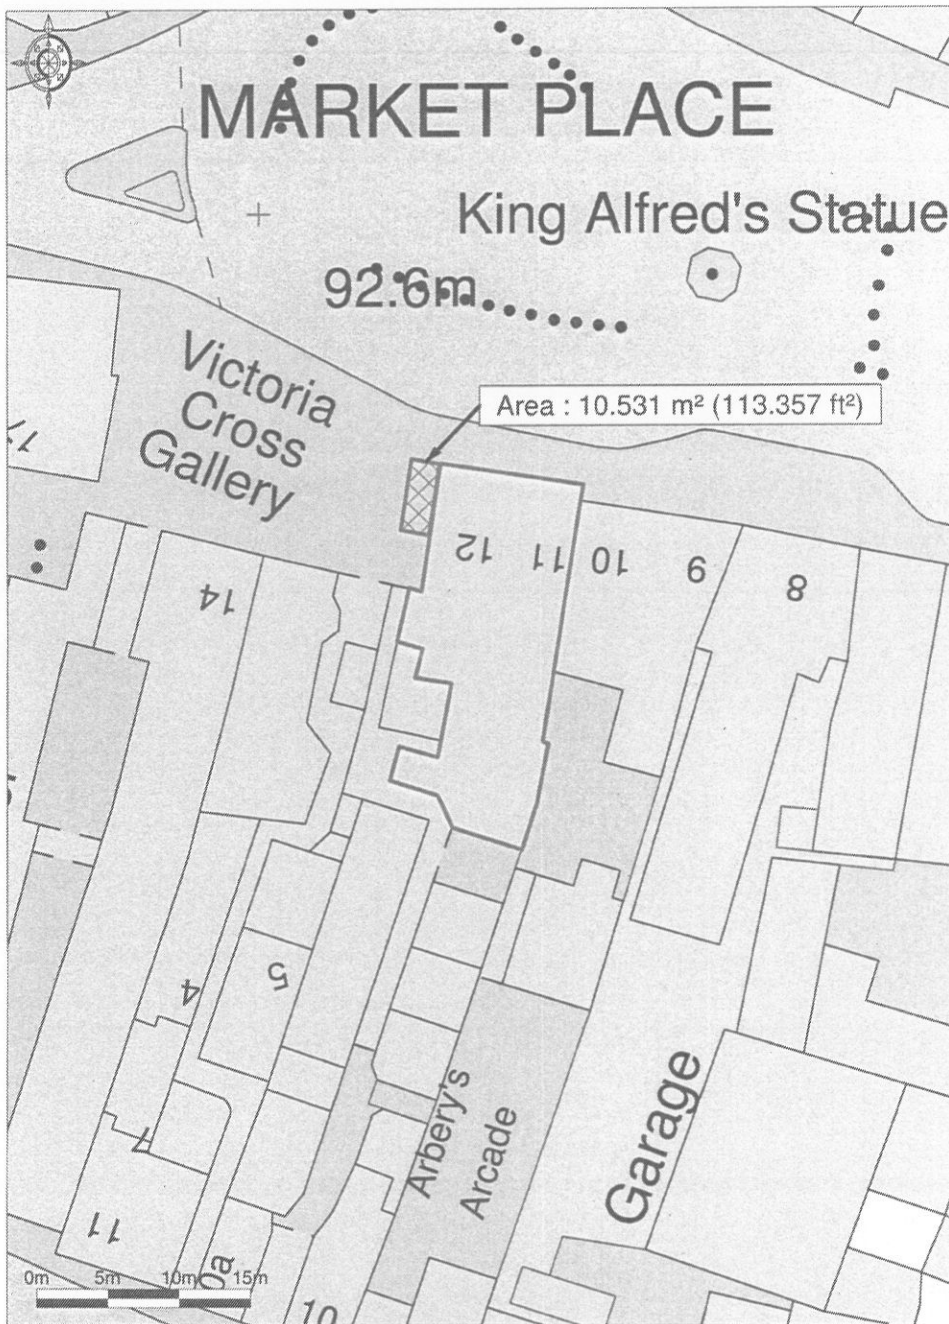 MARKET PLACE
King Alfred's Statue
92.6m
Victoria
Cross
Gallery
Area : 10.531 m² (113.357 ft²)
12
11
10
9
8
14
5
4
7
11
10
Arbery's
Arcade
Garage
0m 5m 10m 15m